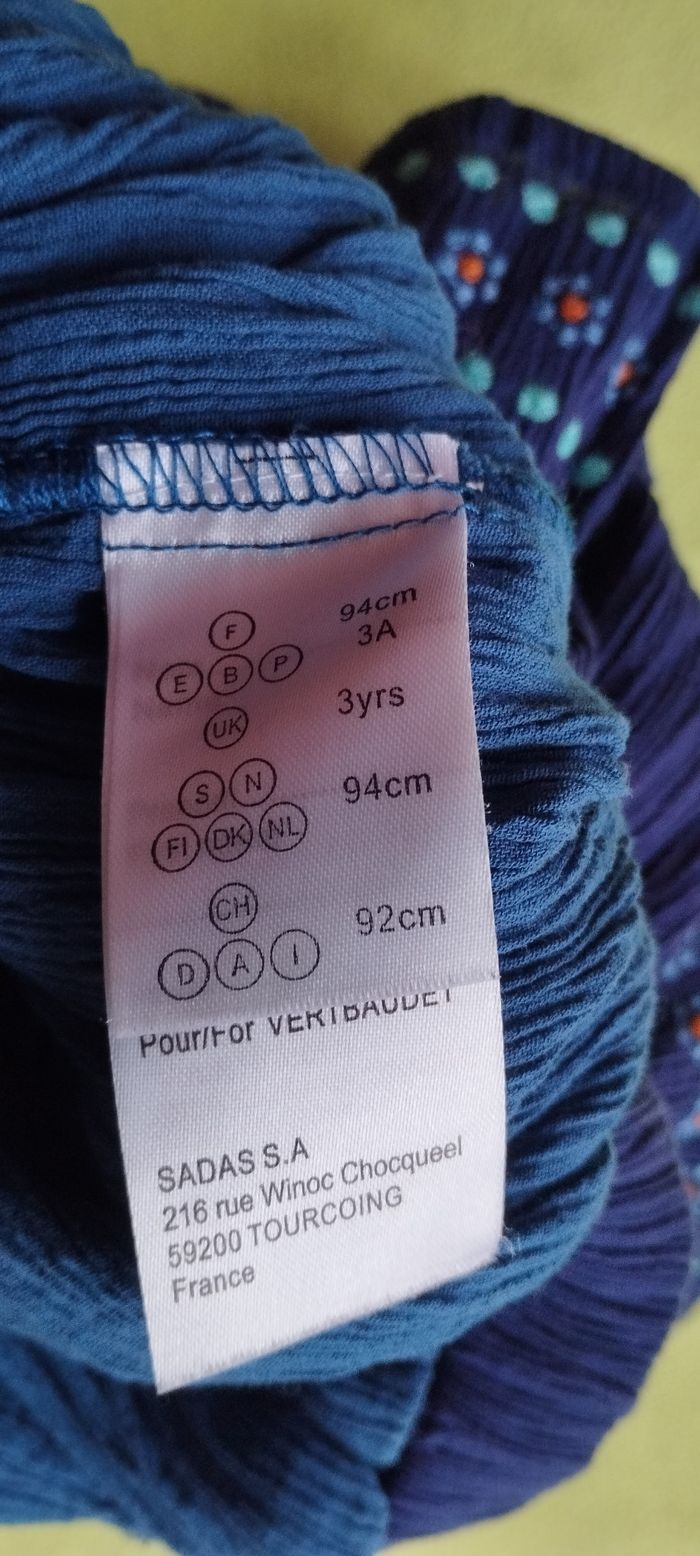 F 94cm
3A
E B P
UK 3yrs
S N 94cm
FI DK NL
CH 92cm
D A I
Pour/For VERTBAUDET
SADAS S.A
216 rue Winoc Chocqueel
59200 TOURCOING
France